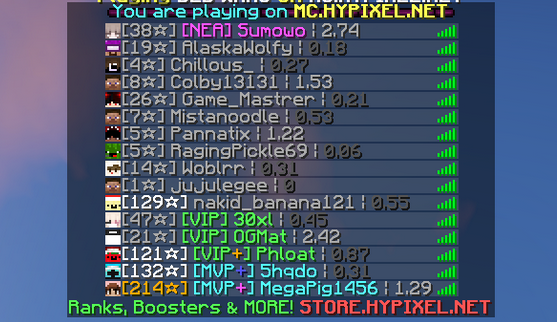 You are playing on MC.HYPIXEL.NET
[38☆] [NEA] Sumowo ¦ 2.74
[19☆] AlaskaWolfy ¦ 0.18
[4☆] Chillous_ ¦ 0.27
[8☆] Colby13131 ¦ 1.53
[26☆] Game_Mastrer ¦ 0.21
[7☆] Mistanoodle ¦ 0.53
[5☆] Pannatix ¦ 1.22
[5☆] RagingPickle69 ¦ 0.06
[14☆] Woblrr ¦ 0.31
[1☆] jujulegee ¦ 0
[129☆] nakid_banana121 ¦ 0.55
[47☆] [VIP] 30xl ¦ 0.45
[21☆] [VIP] OGMat ¦ 2.42
[121☆] [VIP+] Phloat ¦ 0.87
[132☆] [MVP+] 5hqdo ¦ 0.31
[214☆] [MVP+] MegaPig1456 ¦ 1.29
Ranks, Boosters & MORE! STORE.HYPIXEL.NET